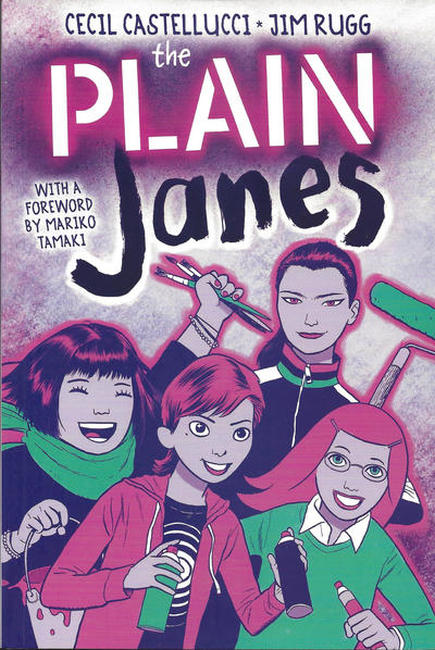 CECIL CASTELLUCCI * JIM RUGG
the
PLAIN
Janes
WITH A
FOREWORD
BY MARIKO
TAMAKI